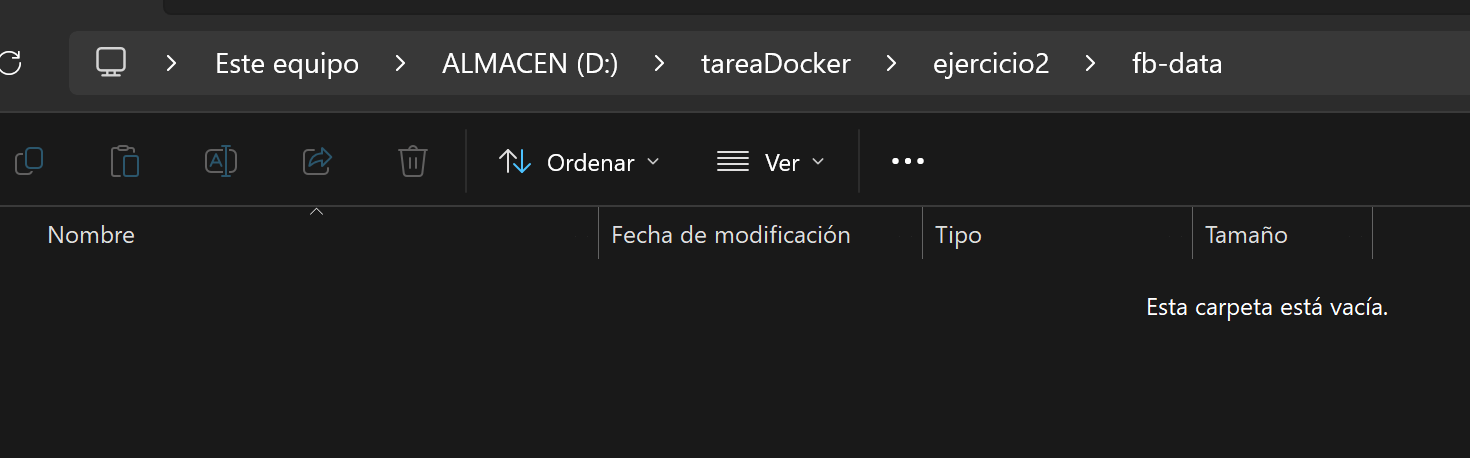 Este equipo > ALMACEN (D:) > tareaDocker > ejercicio2 > fb-data
Ordenar Ver
Nombre Fecha de modificación Tipo Tamaño
Esta carpeta está vacía.